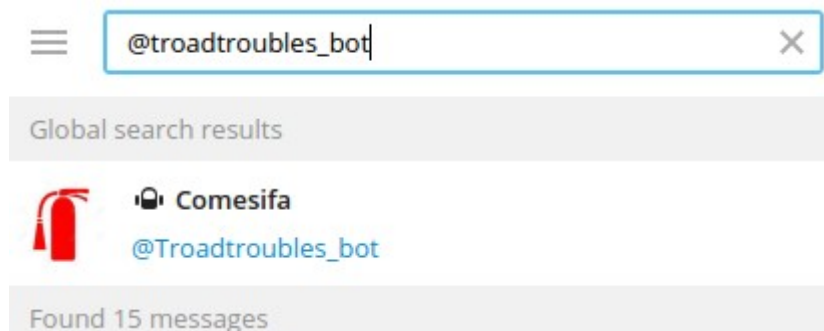 @troadtroubles_bot
Global search results
Comesifa
@Troadtroubles_bot
Found 15 messages